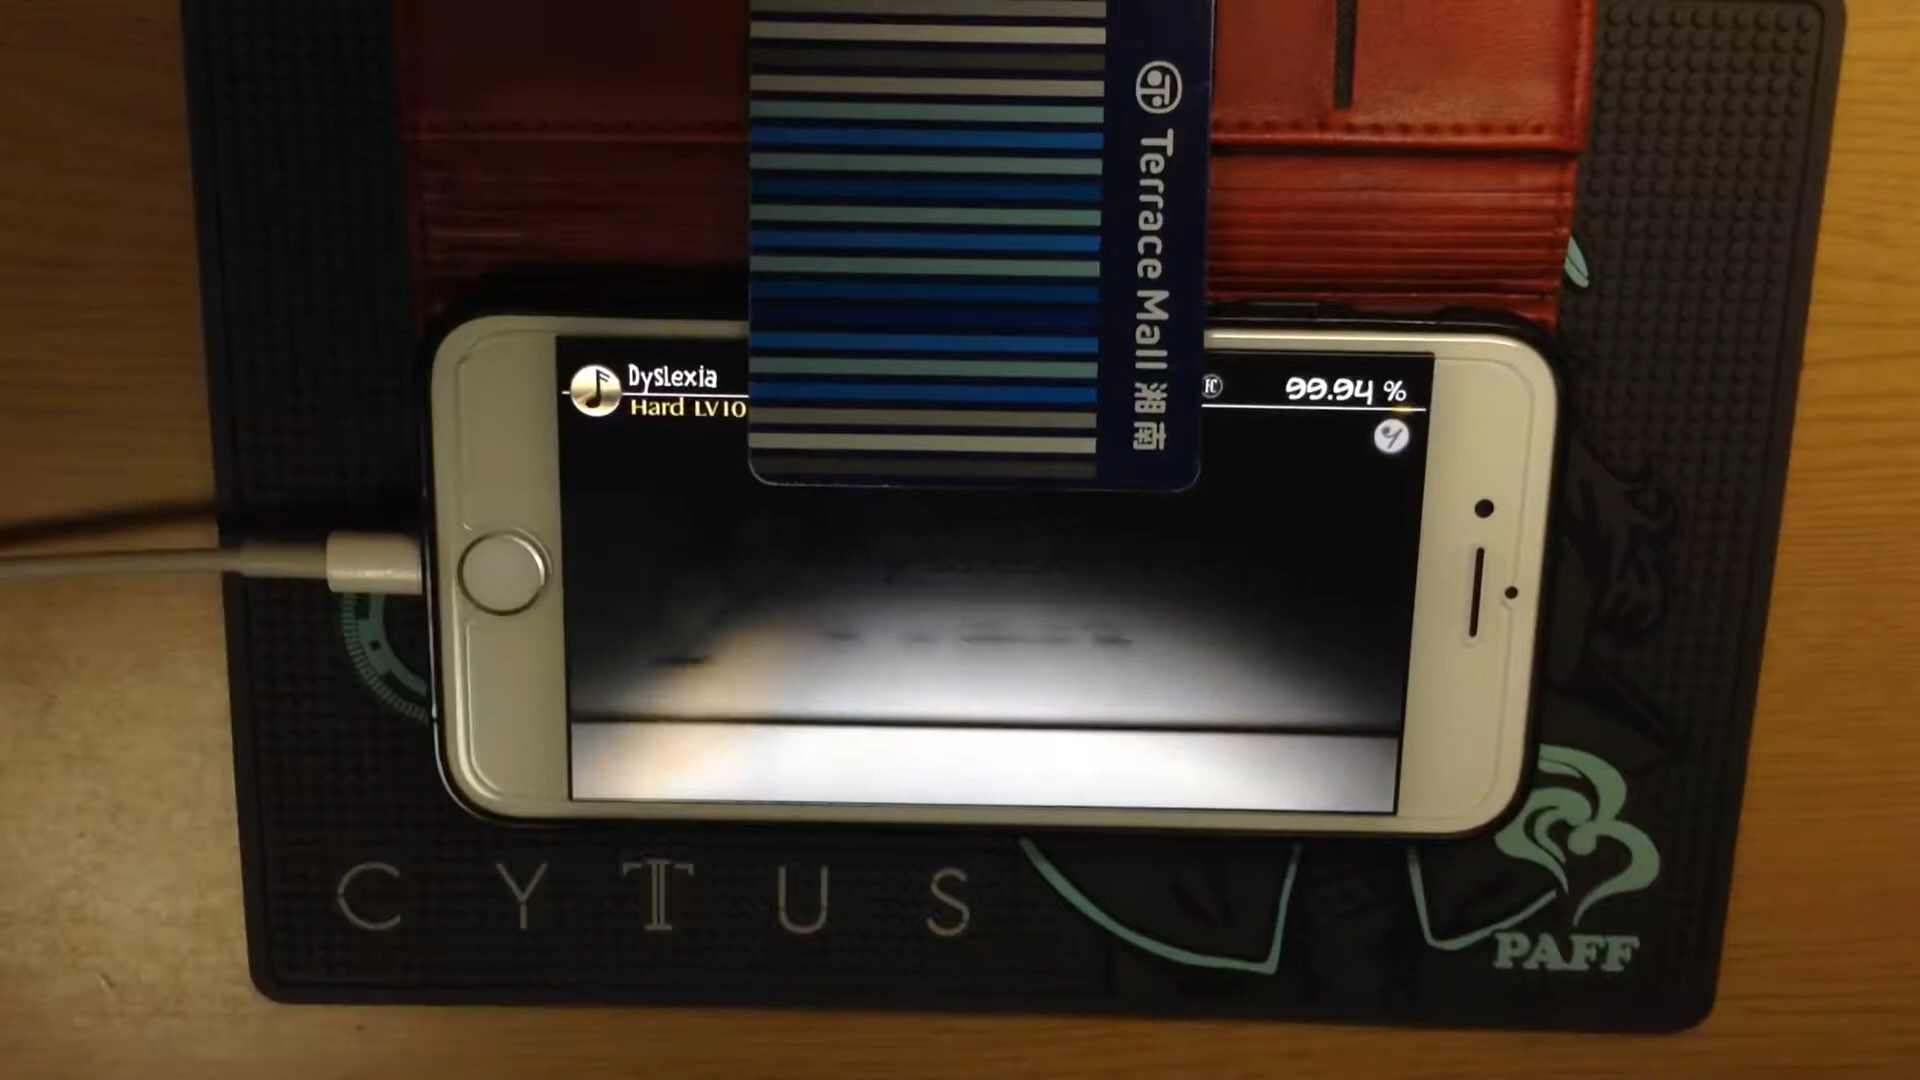 Terrace Mall 湘南
Dyslexia
Hard LV10
FC
99.94 %
CYTUS
PAFF